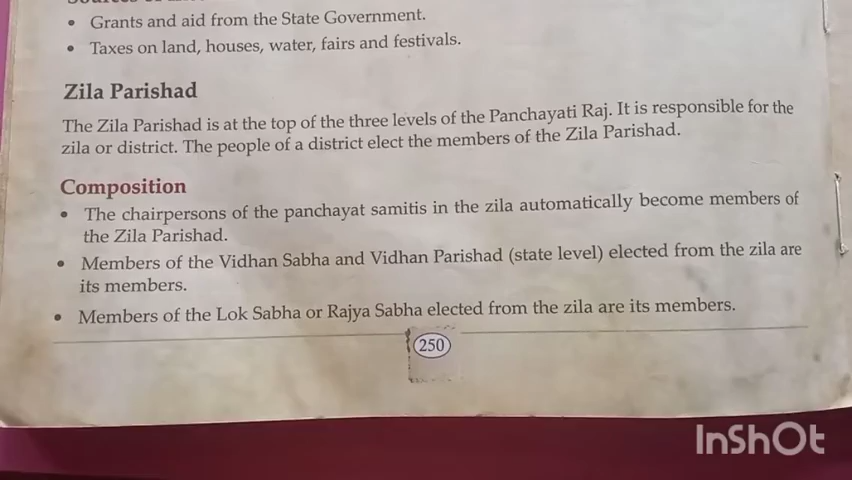 • Grants and aid from the State Government.
• Taxes on land, houses, water, fairs and festivals.
Zila Parishad
The Zila Parishad is at the top of the three levels of the Panchayati Raj. It is responsible for the
zila or district. The people of a district elect the members of the Zila Parishad.
Composition
• The chairpersons of the panchayat samitis in the zila automatically become members of
the Zila Parishad.
• Members of the Vidhan Sabha and Vidhan Parishad (state level) elected from the zila are
its members.
• Members of the Lok Sabha or Rajya Sabha elected from the zila are its members.
250
InShOt